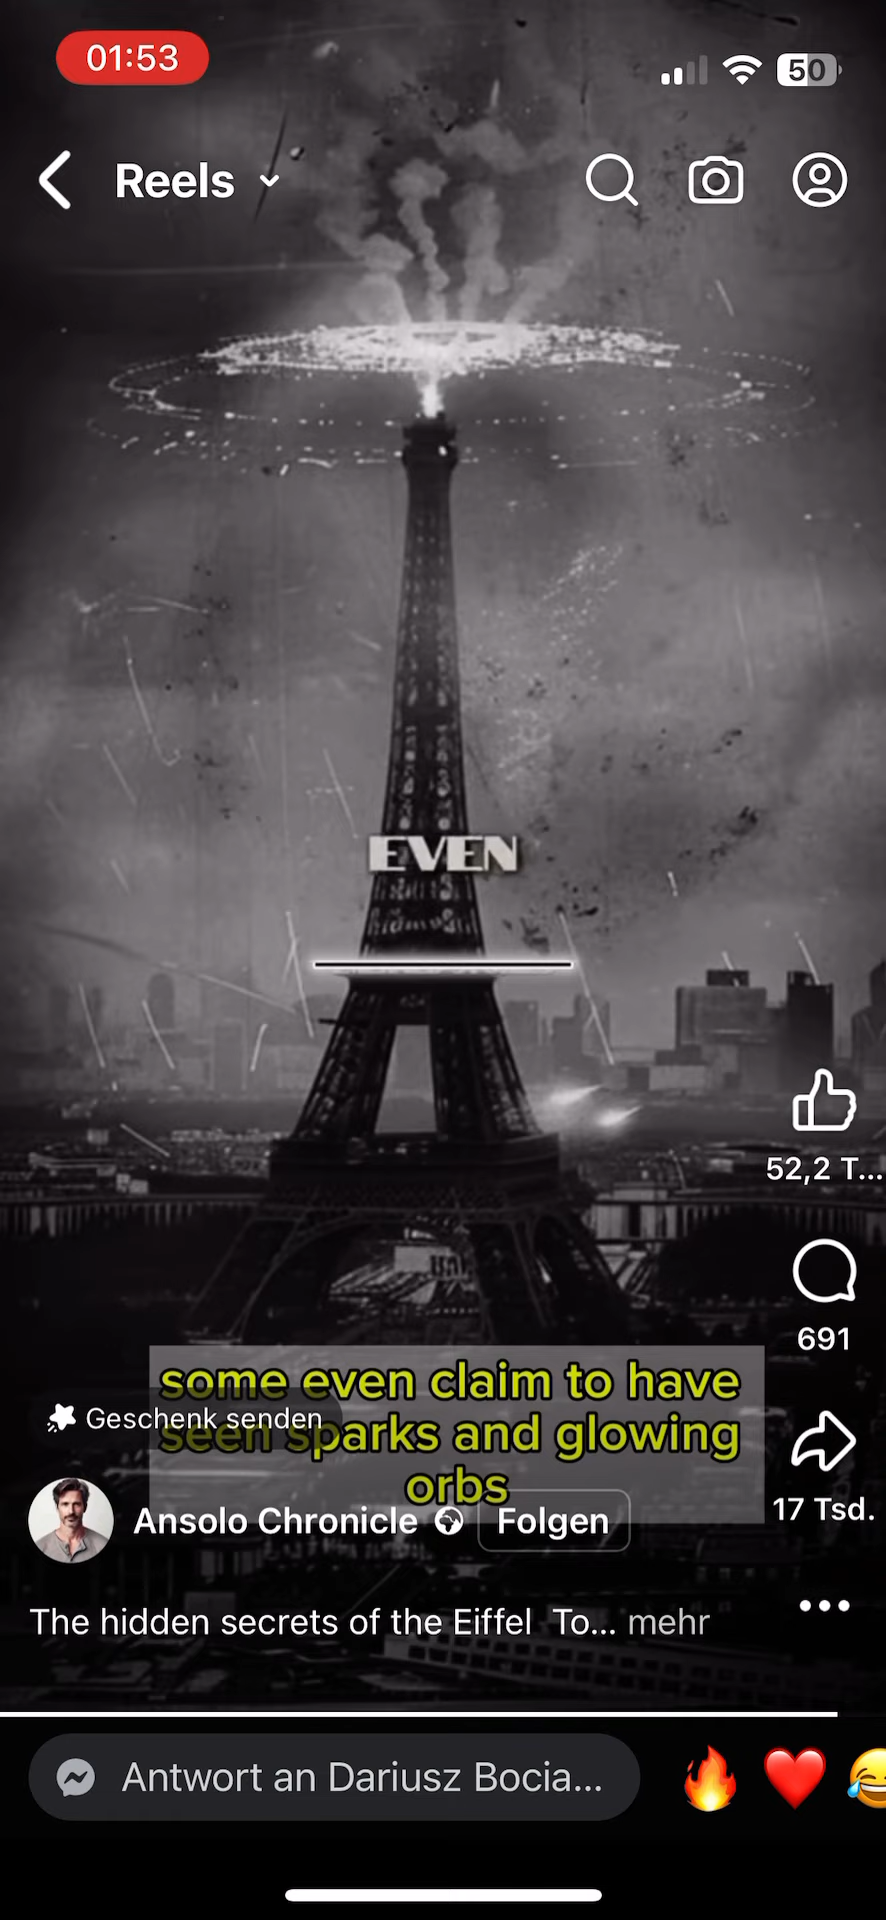 01:53
50
Reels
EVEN
some even claim to have
seen sparks and glowing
orbs
Geschenk senden
Ansolo Chronicle
Folgen
The hidden secrets of the Eiffel To... mehr
52,2 T...
691
17 Tsd.
Antwort an Dariusz Bocia...